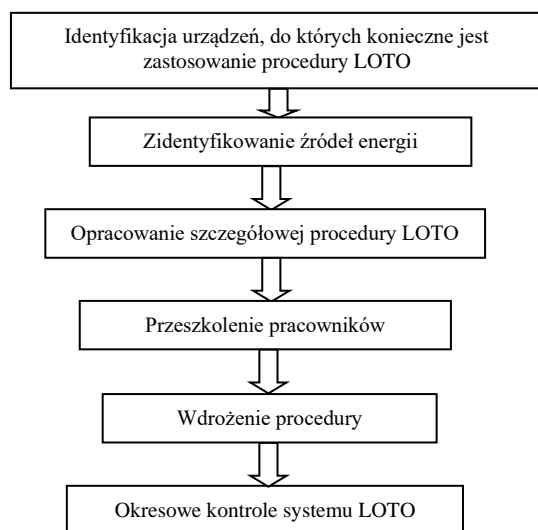 Identyfikacja urządzeń, do których konieczne jest
zastosowanie procedury LOTO
Zidentyfikowanie źródeł energii
Opracowanie szczegółowej procedury LOTO
Przeszkolenie pracowników
Wdrożenie procedury
Okresowe kontrole systemu LOTO